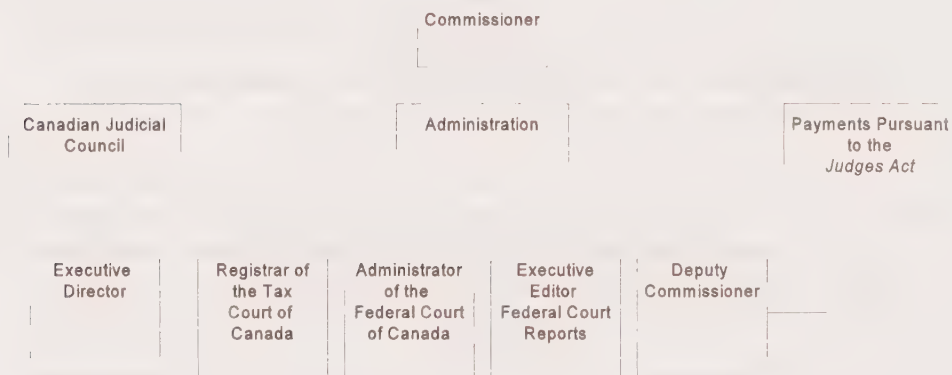 Commissioner
Canadian Judicial
Council
Administration
Payments Pursuant
to the
Judges Act
Executive
Director
Registrar of
the Tax
Court of
Canada
Administrator
of the
Federal Court
of Canada
Executive
Editor
Federal Court
Reports
Deputy
Commissioner